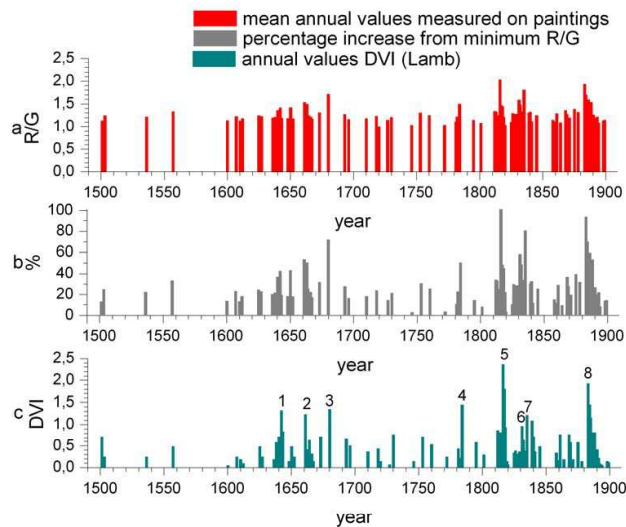 mean annual values measured on paintings
percentage increase from minimum R/G
annual values DVI (Lamb)
a
R/G
2,5
2,0
1,5
1,0
0,5
0,0
1500 1550 1600 1650 1700 1750 1800 1850 1900
year
b
%
100
80
60
40
20
0
1500 1550 1600 1650 1700 1750 1800 1850 1900
year
c
DVI
2,5
2,0
1,5
1,0
0,5
0,0
1 2 3 4 5 6 7 8
1500 1550 1600 1650 1700 1750 1800 1850 1900
year